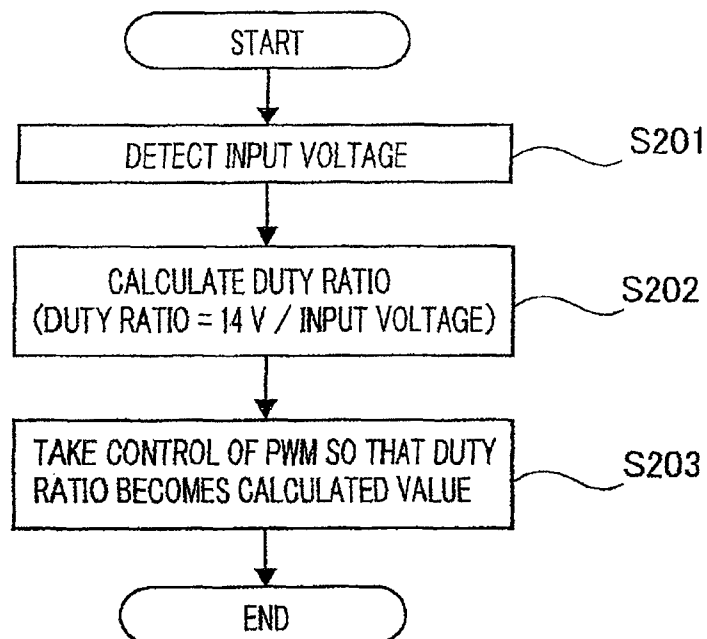 START
DETECT INPUT VOLTAGE
S201
CALCULATE DUTY RATIO
(DUTY RATIO = 14 V / INPUT VOLTAGE)
S202
TAKE CONTROL OF PWM SO THAT DUTY
RATIO BECOMES CALCULATED VALUE
S203
END